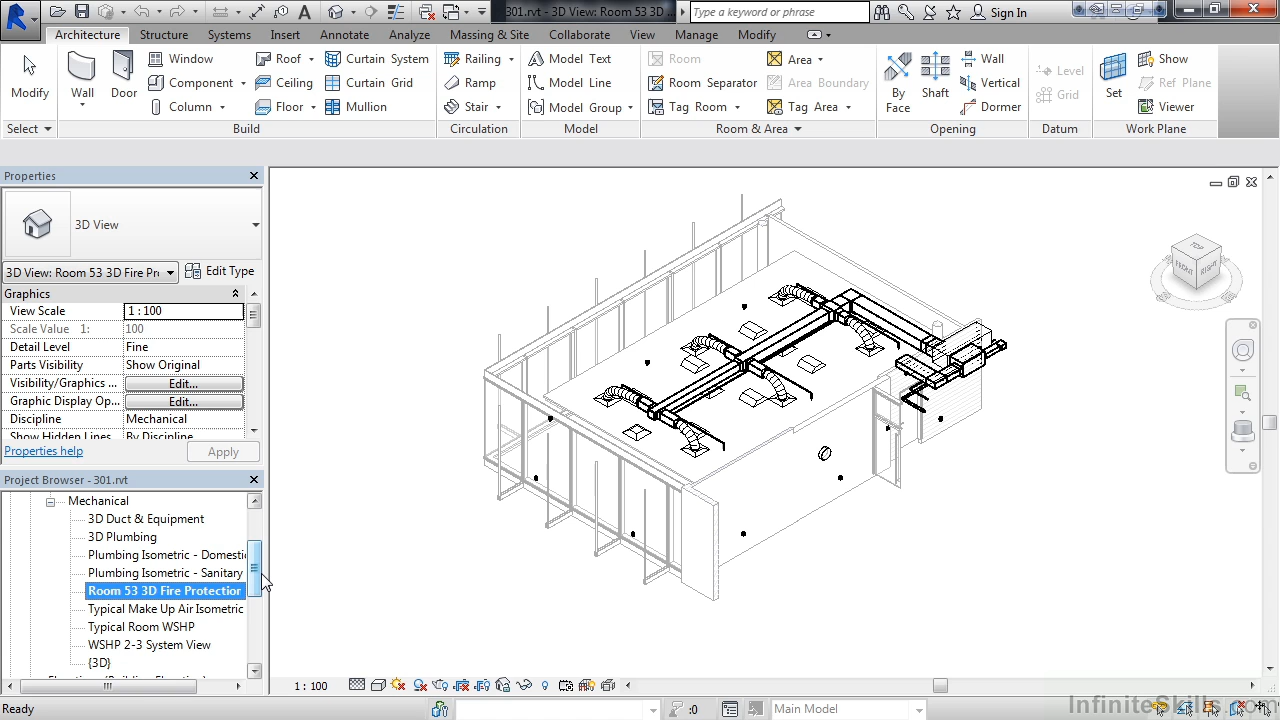 301.rvt - 3D View: Room 53 3D ...
Type a keyword or phrase
Sign In
Architecture Structure Systems Insert Annotate Analyze Massing & Site Collaborate View Manage Modify
Modify
Select
Wall Door
Window
Component
Column
Roof
Ceiling
Floor
Curtain System
Curtain Grid
Mullion
Build
Railing
Ramp
Stair
Circulation
Model Text
Model Line
Model Group
Model
Room
Room Separator
Tag Room
Area
Area Boundary
Tag Area
Room & Area
By
Face
Shaft
Wall
Vertical
Dormer
Opening
Level
Grid
Datum
Set
Show
Ref Plane
Viewer
Work Plane
Properties
3D View
3D View: Room 53 3D Fire Pr
Edit Type
Graphics
View Scale 1 : 100
Scale Value 1: 100
Detail Level Fine
Parts Visibility Show Original
Visibility/Graphics ... Edit...
Graphic Display Op... Edit...
Discipline Mechanical
Show Hidden Lines By Discipline
Properties help
Apply
Project Browser - 301.rvt
Mechanical
3D Duct & Equipment
3D Plumbing
Plumbing Isometric - Domesti
Plumbing Isometric - Sanitary
Room 53 3D Fire Protection
Typical Make Up Air Isometric
Typical Room WSHP
WSHP 2-3 System View
{3D}
TOP
FRONT
RIGHT
1 : 100
Ready
:0
Main Model
InfiniteSkills.com